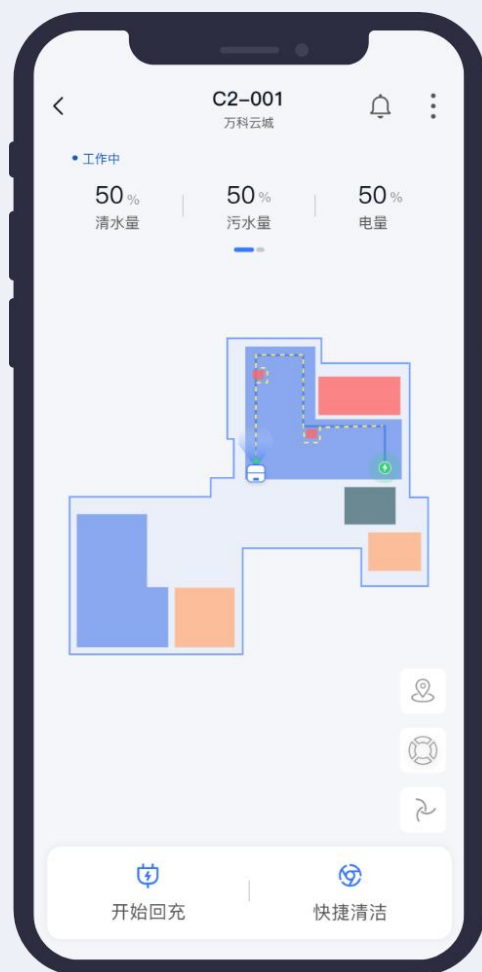 C2-001
万科云城
工作中
50% 50% 50%
清水量 污水量 电量
开始回充 快捷清洁